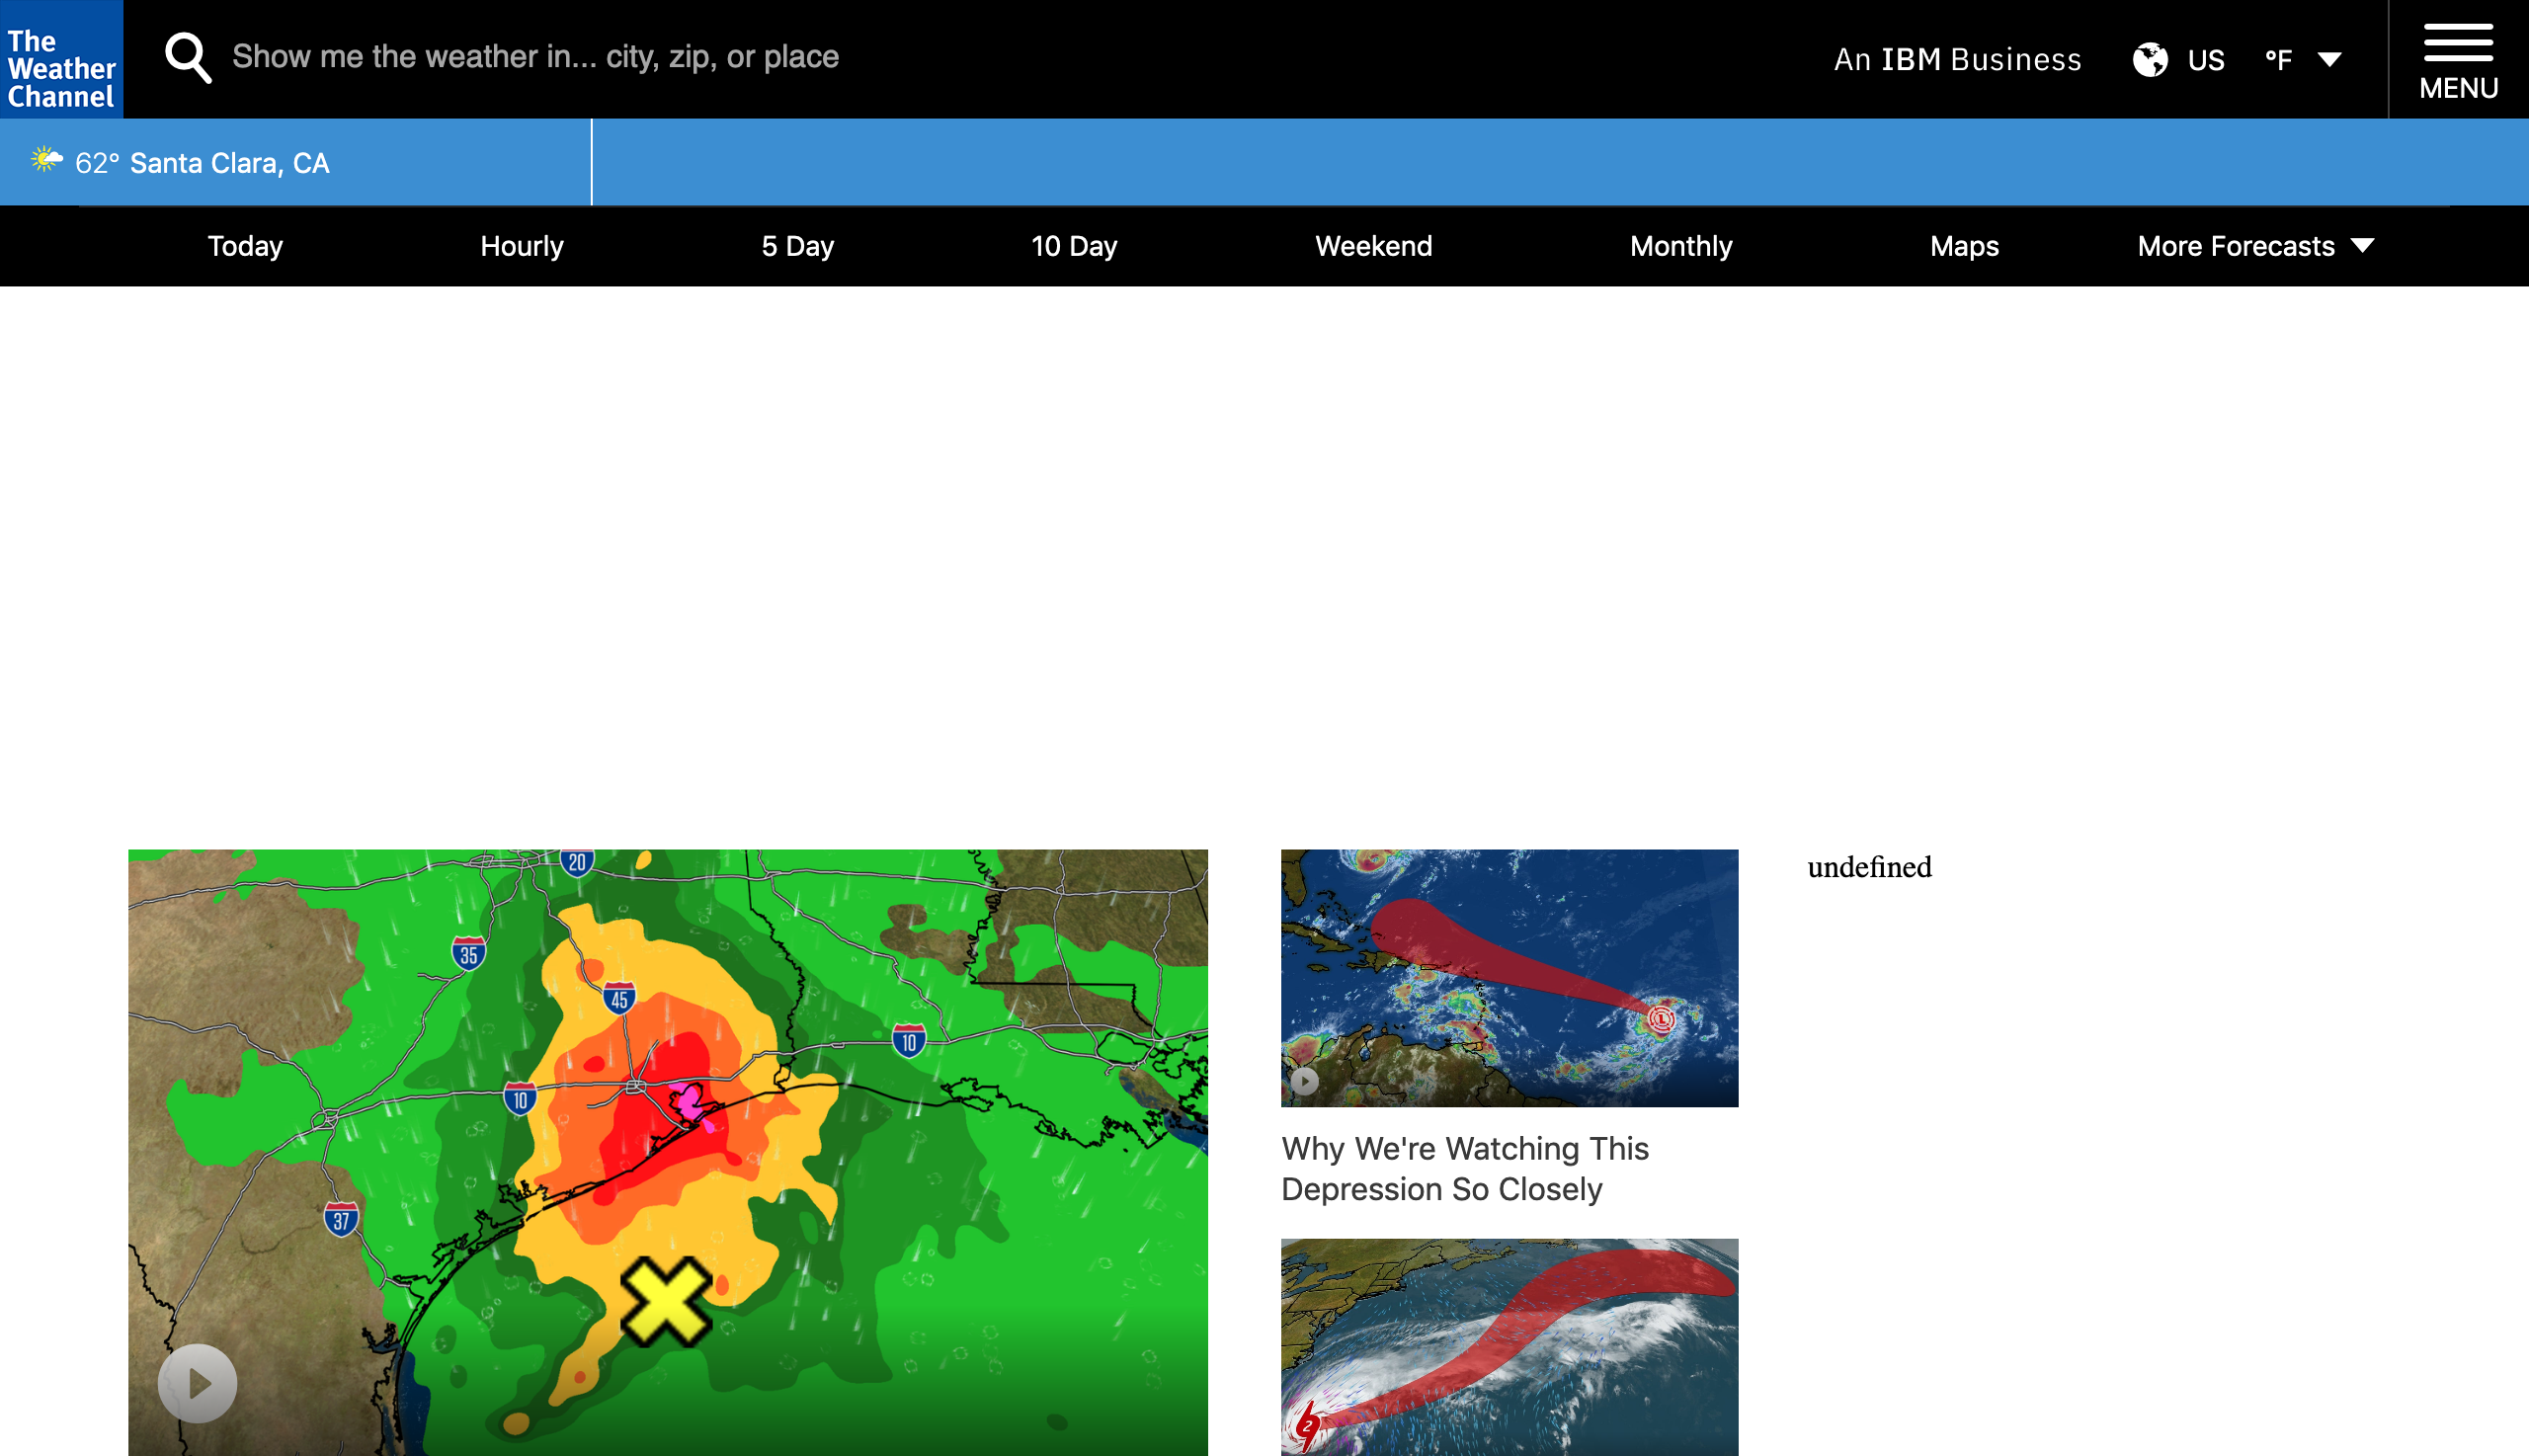 The
Weather
Channel
Show me the weather in... city, zip, or place
An IBM Business
US
°F
MENU
62° Santa Clara, CA
Today
Hourly
5 Day
10 Day
Weekend
Monthly
Maps
More Forecasts
20
35
45
10
10
37
L
undefined
Why We're Watching This
Depression So Closely
2